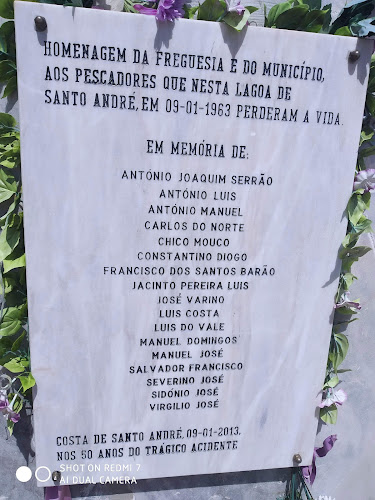 HOMENAGEM DA FREGUESIA E DO MUNICÍPIO,
AOS PESCADORES QUE NESTA LAGOA DE
SANTO ANDRÉ, EM 09-01-1963 PERDERAM A VIDA.
EM MEMÓRIA DE:
ANTÓNIO JOAQUIM SERRÃO
ANTÓNIO LUIS
ANTÓNIO MANUEL
CARLOS DO NORTE
CHICO MOUCO
CONSTANTINO DIOGO
FRANCISCO DOS SANTOS BARÃO
JACINTO PEREIRA LUIS
JOSÉ VARINO
LUIS COSTA
LUIS DO VALE
MANUEL DOMINGOS
MANUEL JOSÉ
SALVADOR FRANCISCO
SEVERINO JOSÉ
SIDÓNIO JOSÉ
VIRGILIO JOSÉ
COSTA DE SANTO ANDRÉ, 09-01-2013,
NOS 50 ANOS DO TRÁGICO ACIDENTE
SHOT ON REDMI 7
AI DUAL CAMERA